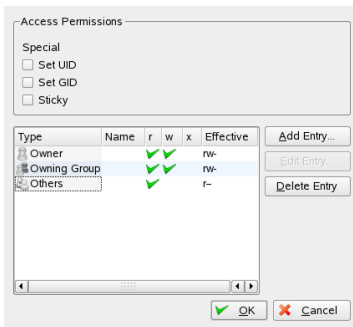 Access Permissions
Special
Set UID
Set GID
Sticky
Type Name r w x Effective
Owner rw-
Owning Group rw-
Others r--
Add Entry...
Edit Entry...
Delete Entry
OK Cancel